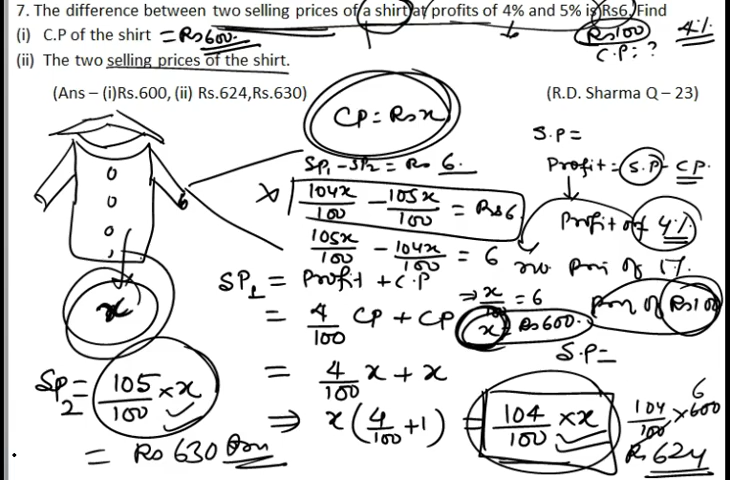 7. The difference between two selling prices of a shirt at profits of 4% and 5% is Rs6. Find
(i) C.P of the shirt = Rs 600.
Rs100 4%
C.P = ?
(ii) The two selling prices of the shirt.
(Ans – (i)Rs.600, (ii) Rs.624,Rs.630) (R.D. Sharma Q – 23)
CP = Rs x
S.P =
SP1 - SP2 = Rs 6.
Profit = S.P - CP.
104x/100 - 105x/100 = Rs6
Profit of 4%
105x/100 - 104x/100 = 6
SP1 = Profit + C.P
⇒ x/100 = 6
Rs100
= 4/100 CP + CP
x = Rs600.
x
S.P =
SP2 = 105/100 × x
= 4/100 x + x
⇒ x(4/100 + 1) = 104/100 × x
104/100 × 600
6
= Rs 630
Rs 624